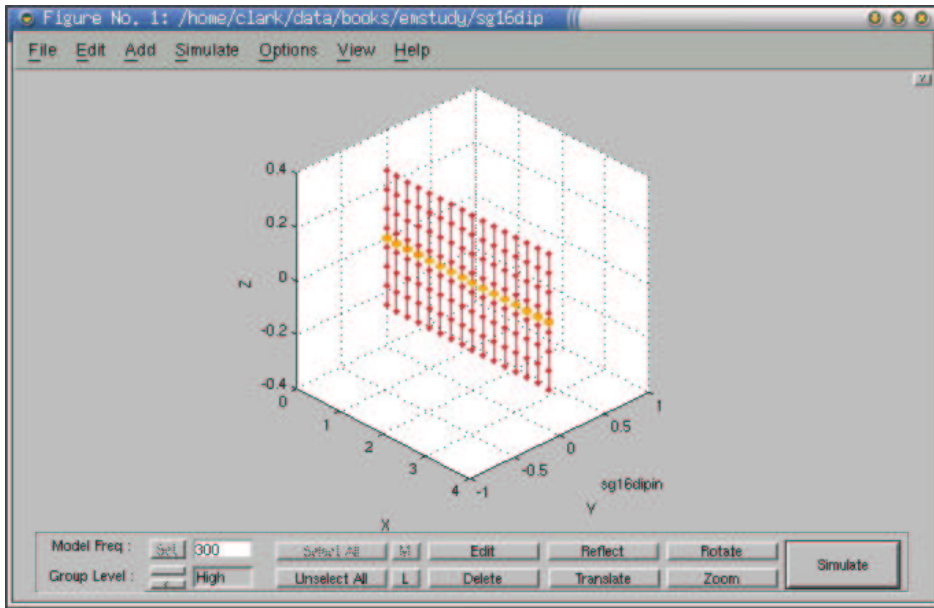 Figure No. 1: /home/clark/data/books/emstudy/sg16dip
File Edit Add Simulate Options View Help
0.4
0.2
0
-0.2
-0.4
Z
0
1
2
3
4
X
-1
-0.5
0
0.5
1
Y
sg16dipin
Model Freq : Set 300 Select All M Edit Reflect Rotate Simulate
Group Level : High Unselect All L Delete Translate Zoom